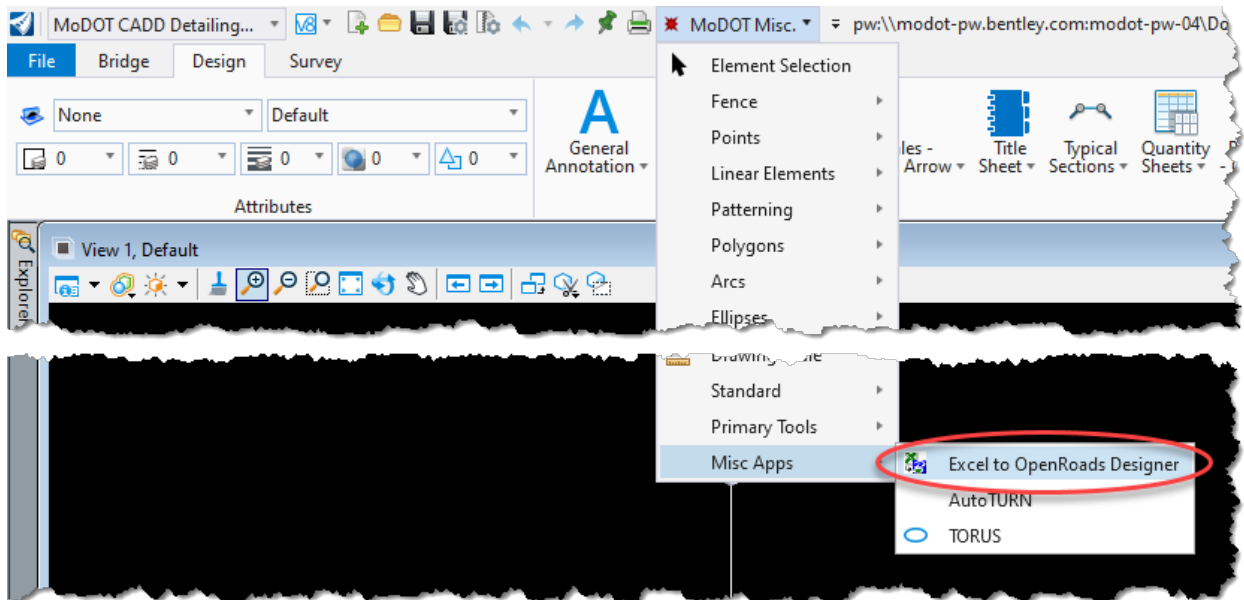 MoDOT CADD Detailing... V8 MoDOT Misc. pw:\\modot-pw.bentley.com:modot-pw-04\Do
File Bridge Design Survey
None Default
0 0 0 0 0
Attributes
A
General
Annotation
les -
Arrow
Title
Sheet
Typical
Sections
Quantity
Sheets
Explorer
View 1, Default
Element Selection
Fence
Points
Linear Elements
Patterning
Polygons
Arcs
Ellipses
Standard
Primary Tools
Misc Apps
Excel to OpenRoads Designer
AutoTURN
TORUS